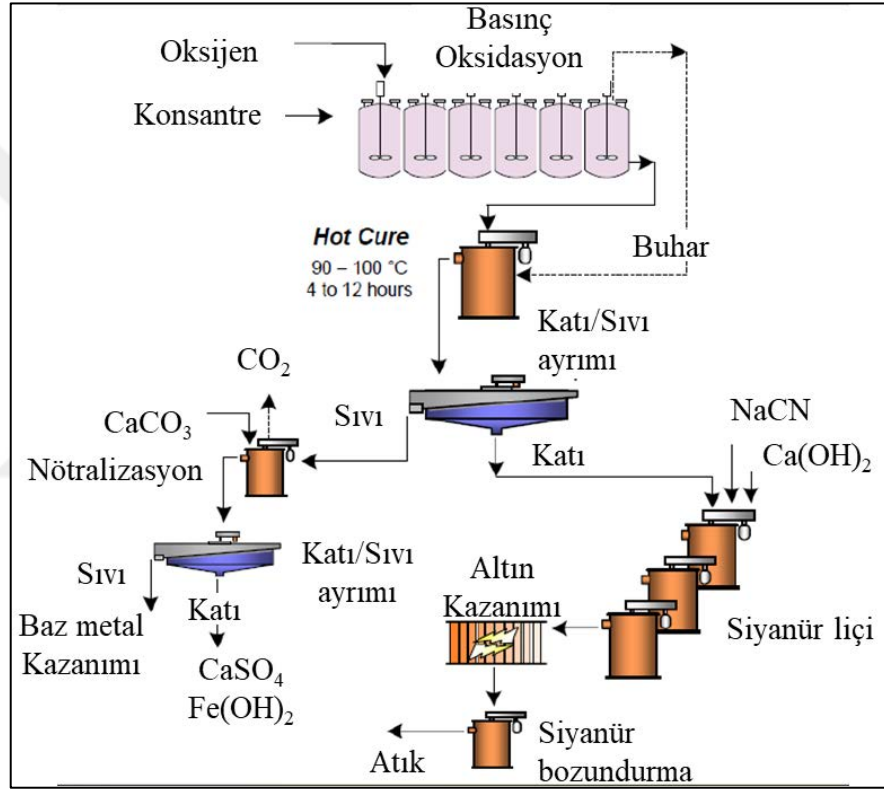 Basınç
Oksidasyon
Oksijen
Konsantre
Hot Cure
90 – 100 °C
4 to 12 hours
Buhar
Katı/Sıvı
ayrımı
CO₂
CaCO₃
Sıvı
Nötralizasyon
Katı
NaCN
Ca(OH)₂
Sıvı
Katı
Katı/Sıvı
ayrımı
Baz metal
Kazanımı
CaSO₄
Fe(OH)₂
Altın
Kazanımı
Siyanür liçi
Siyanür
bozundurma
Atık